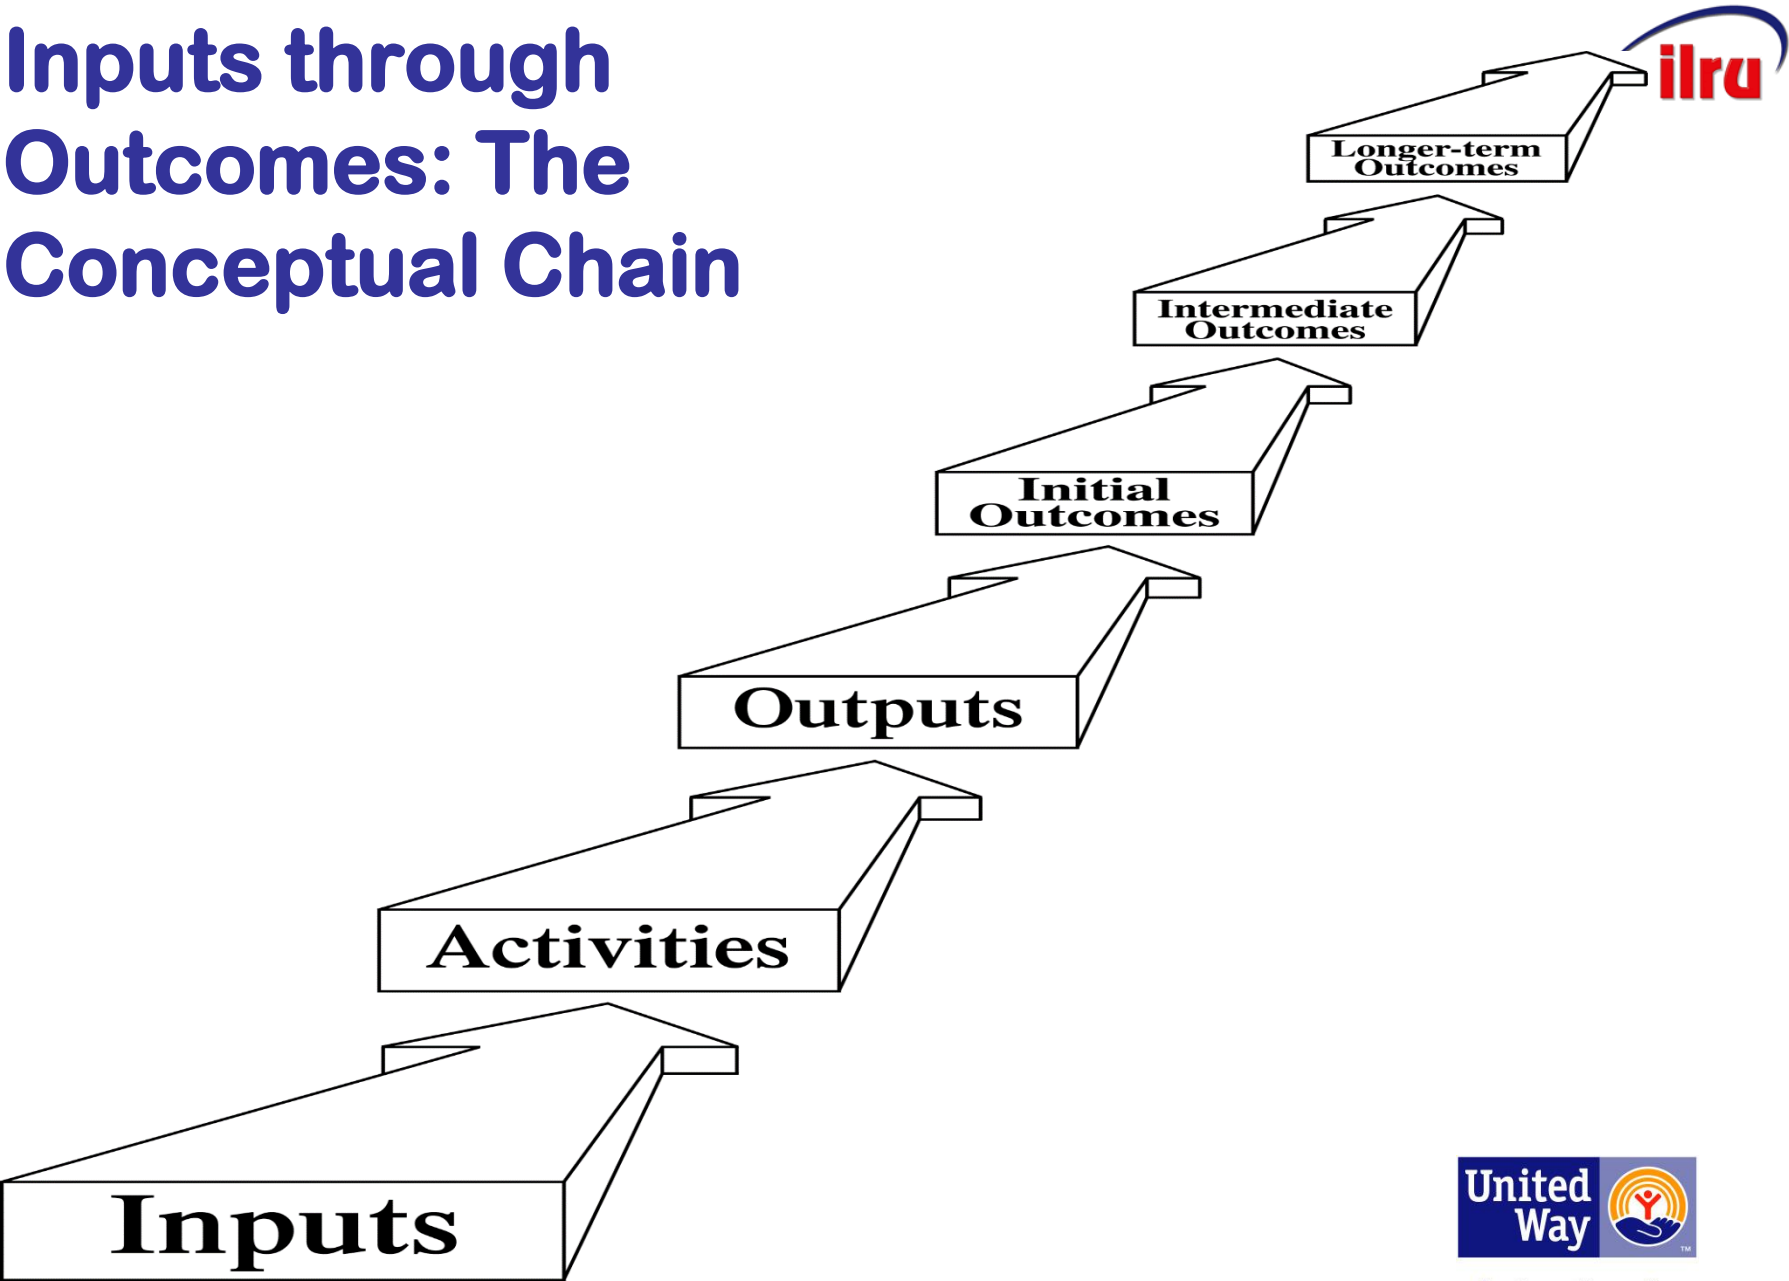 Inputs through
Outcomes: The
Conceptual Chain
ilru
Longer-term
Outcomes
Intermediate
Outcomes
Initial
Outcomes
Outputs
Activities
Inputs
United
Way
TM